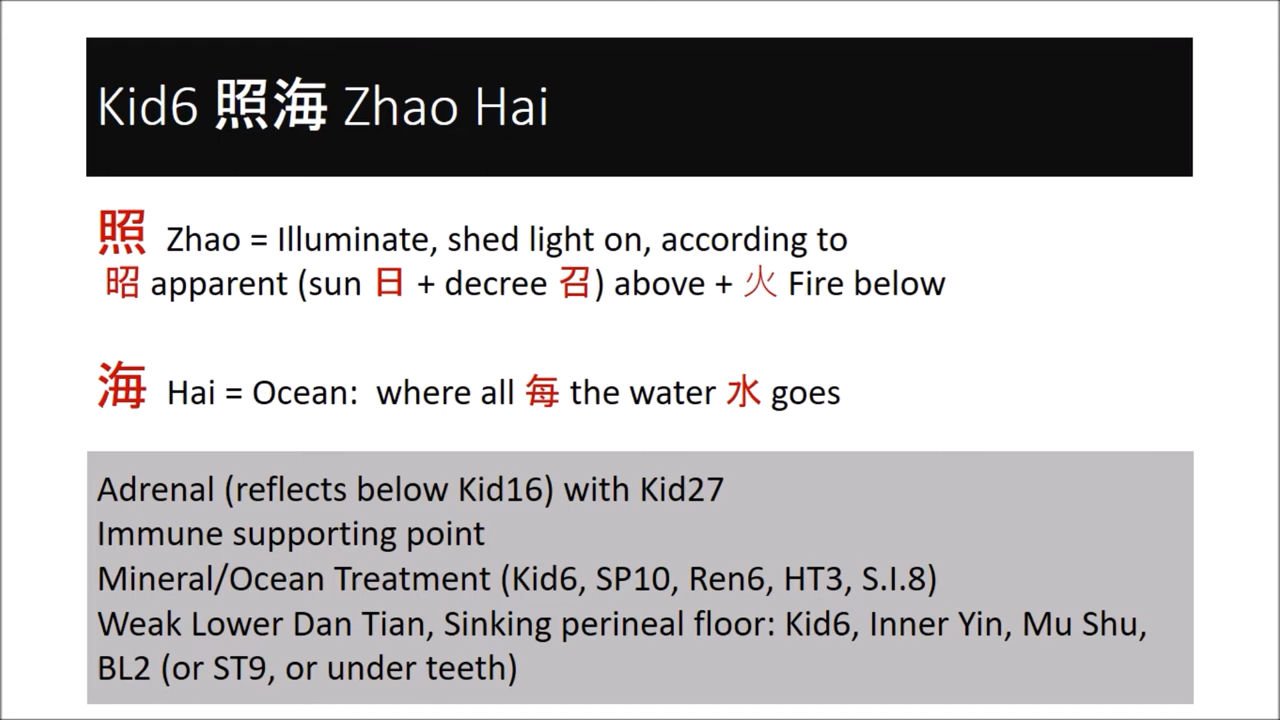 Kid6 照海 Zhao Hai
照 Zhao = Illuminate, shed light on, according to
昭 apparent (sun 日 + decree 召) above + 火 Fire below
海 Hai = Ocean: where all 每 the water 水 goes
Adrenal (reflects below Kid16) with Kid27
Immune supporting point
Mineral/Ocean Treatment (Kid6, SP10, Ren6, HT3, S.I.8)
Weak Lower Dan Tian, Sinking perineal floor: Kid6, Inner Yin, Mu Shu,
BL2 (or ST9, or under teeth)